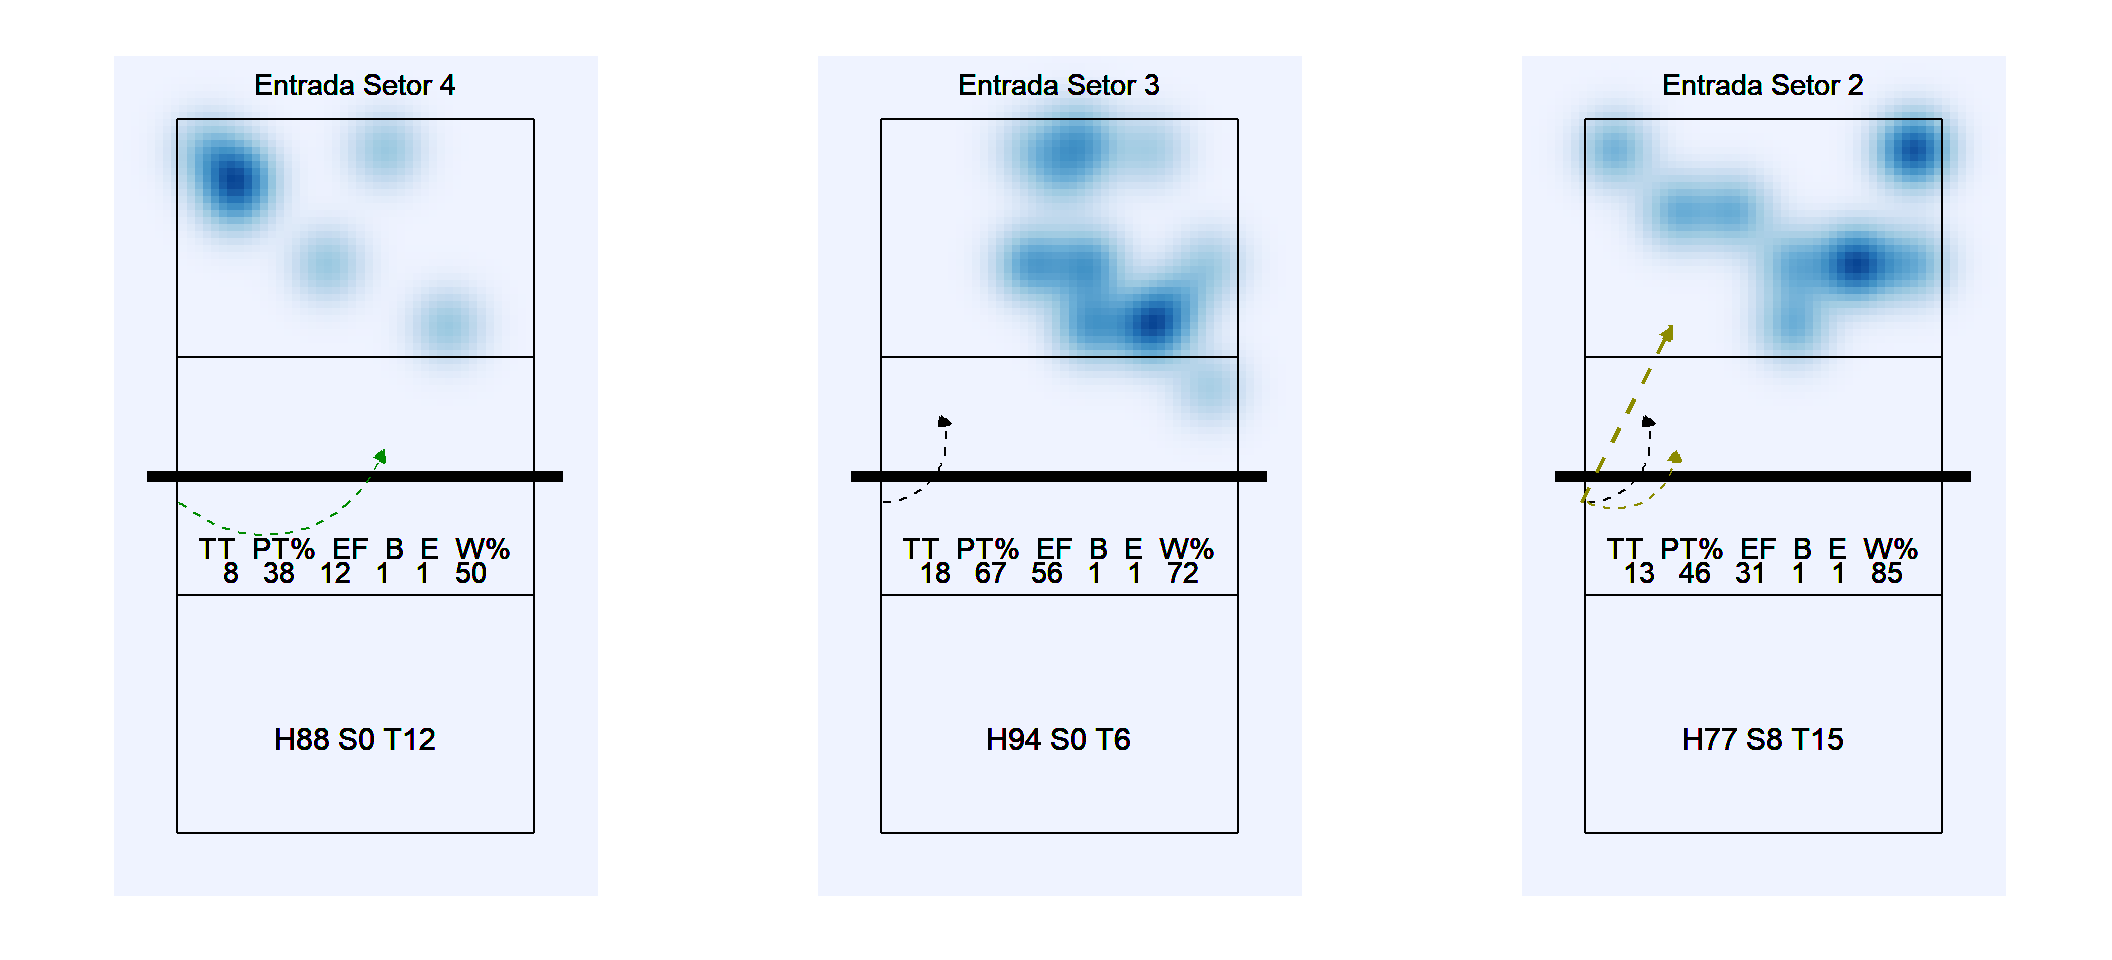 Entrada Setor 4
TT PT% EF B E W%
8 38 12 1 1 50
H88 S0 T12
Entrada Setor 3
TT PT% EF B E W%
18 67 56 1 1 72
H94 S0 T6
Entrada Setor 2
TT PT% EF B E W%
13 46 31 1 1 85
H77 S8 T15